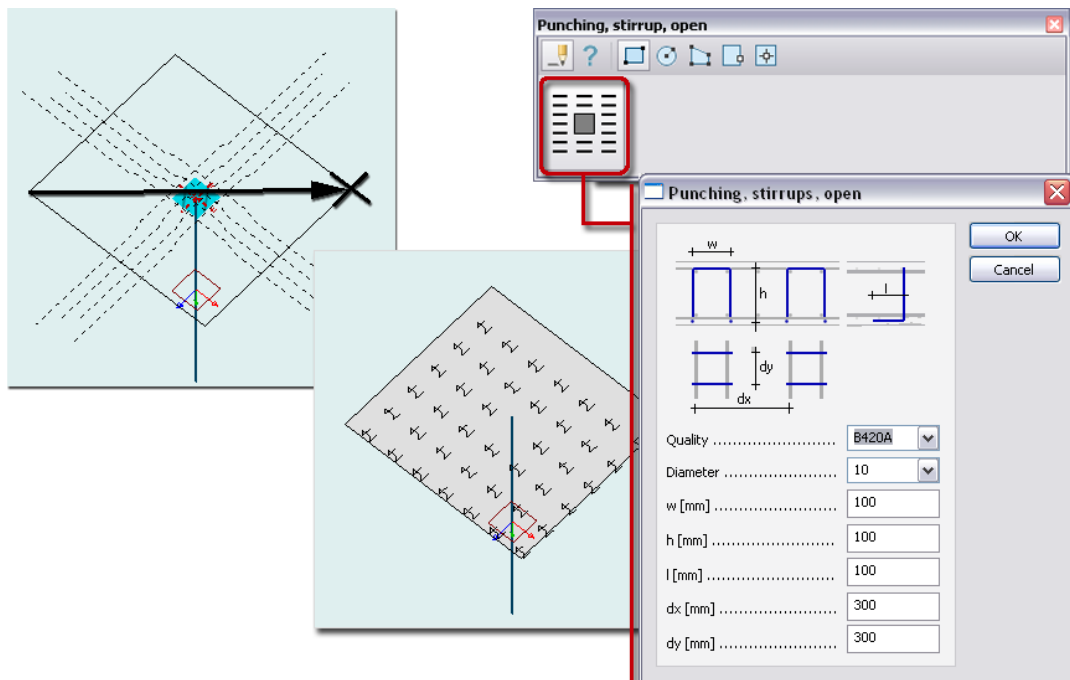 Punching, stirrup, open
?
Punching, stirrups, open
OK
Cancel
w
h
l
dy
dx
Quality ........................ B420A
Diameter ...................... 10
w [mm] ......................... 100
h [mm] ......................... 100
l [mm] .......................... 100
dx [mm] ........................ 300
dy [mm] ........................ 300